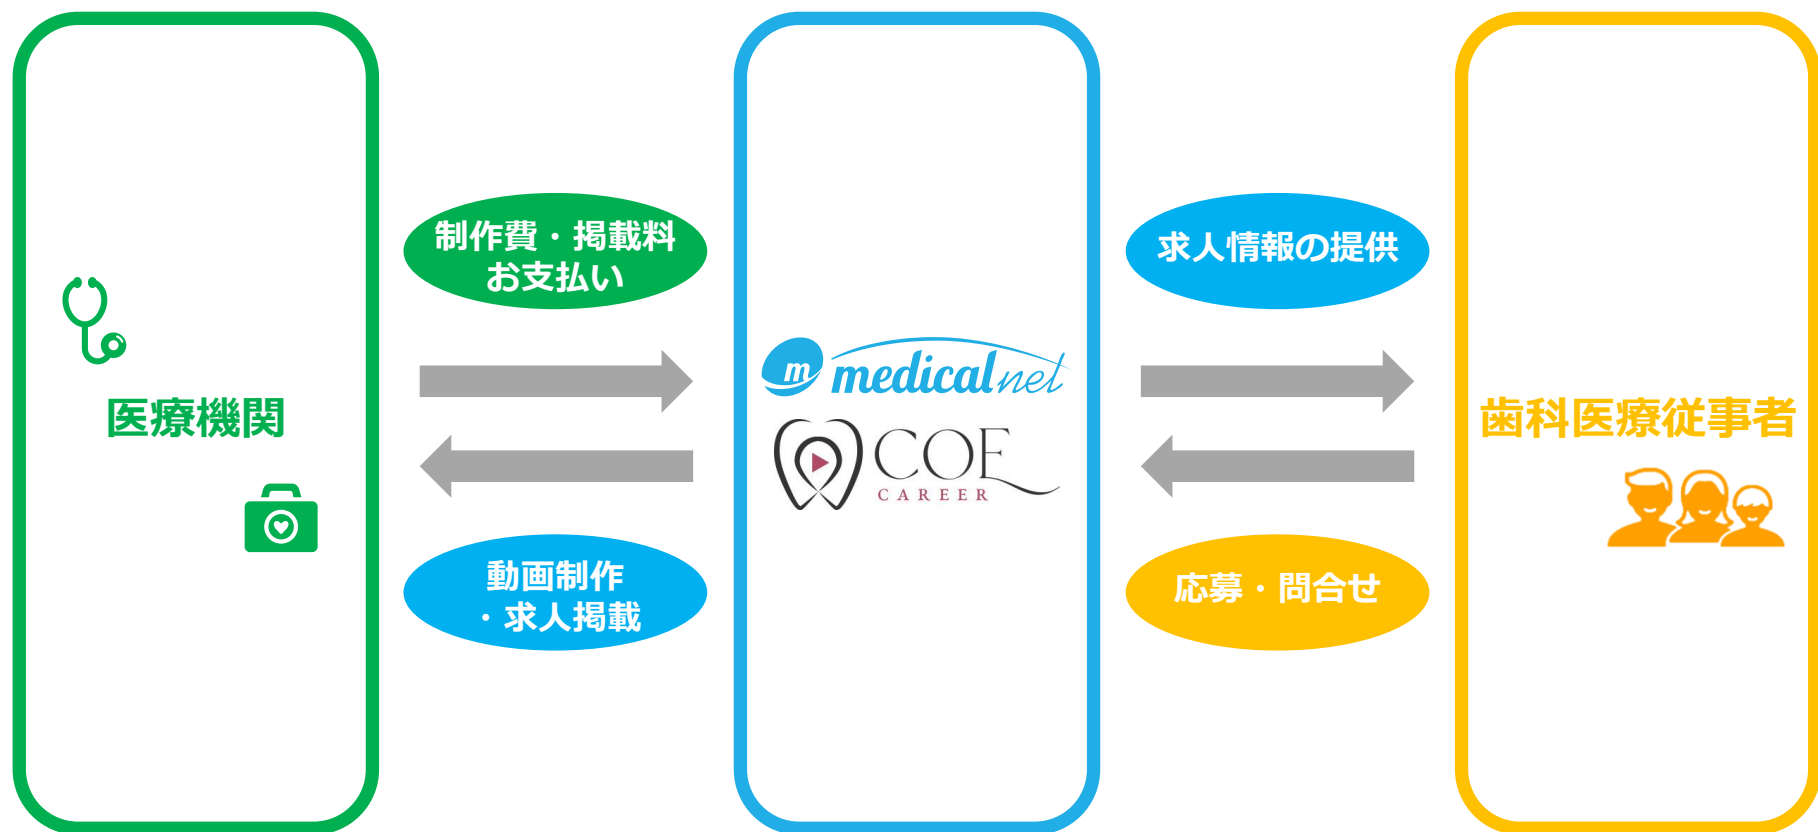 医療機関
制作費・掲載料
お支払い
動画制作
・求人掲載
m medicalnet
COE
CAREER
求人情報の提供
応募・問合せ
歯科医療従事者